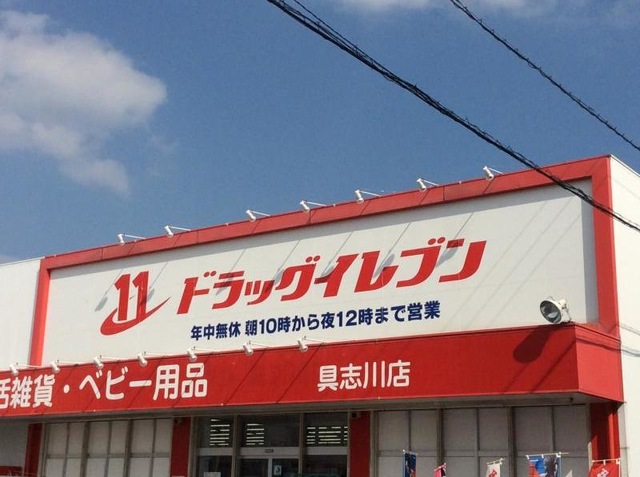 11 ドラッグイレブン
年中無休 朝10時から夜12時まで営業
活雑貨・ベビー用品 具志川店